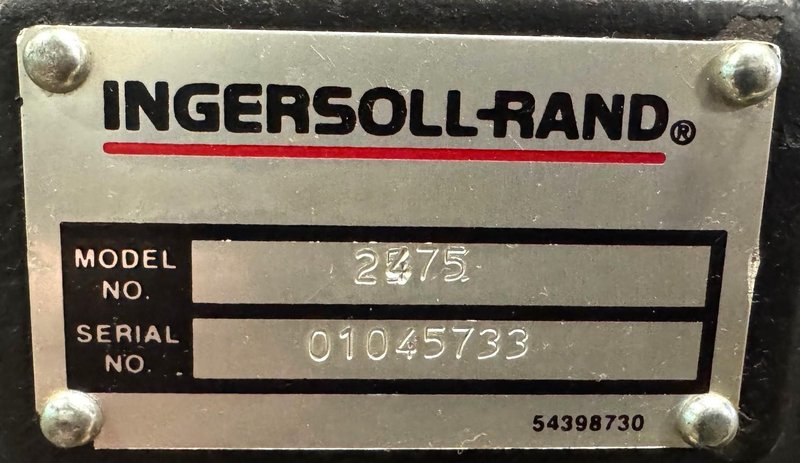 INGERSOLL-RAND®
MODEL NO. 2475
SERIAL NO. 01045733
54398730